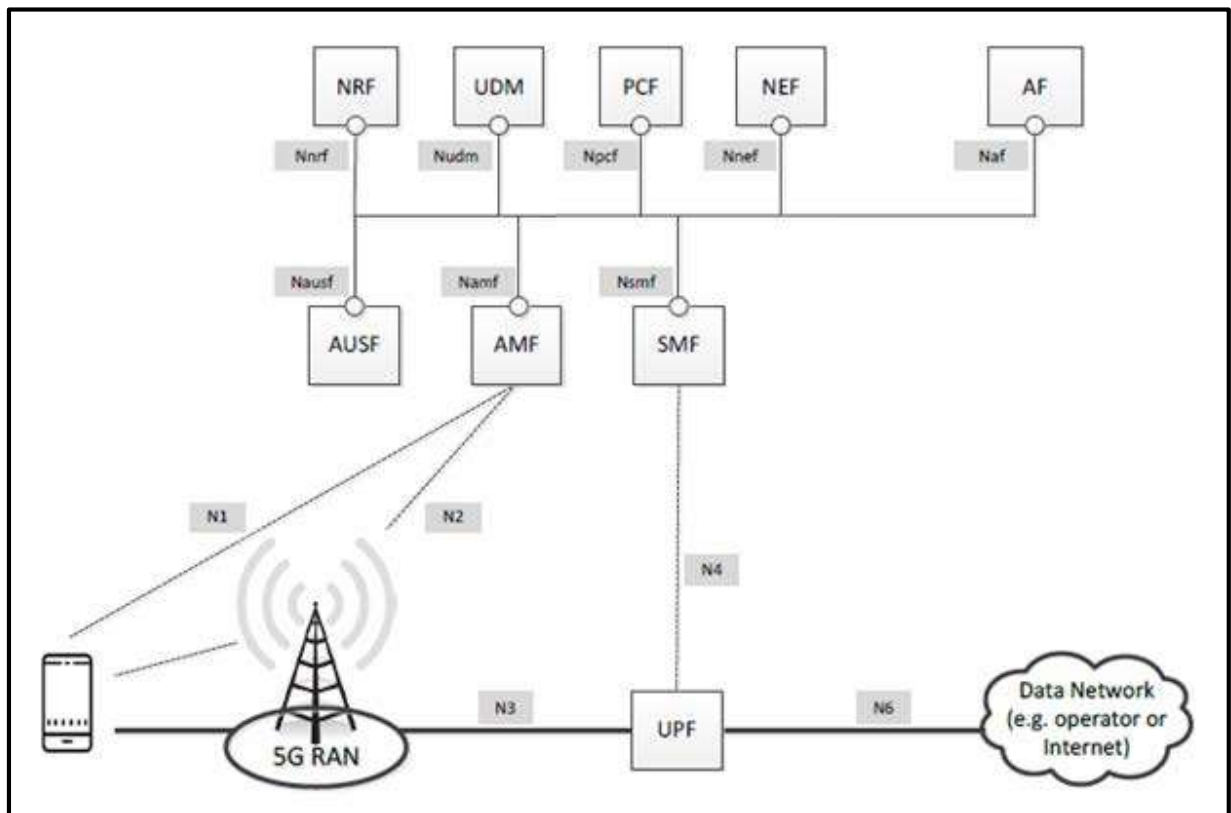 NRF
UDM
PCF
NEF
AF
Nnrf
Nudm
Npcf
Nnef
Naf
Nausf
Namf
Nsmf
AUSF
AMF
SMF
N1
N2
N4
N3
UPF
N6
Data Network
(e.g. operator or
Internet)
5G RAN